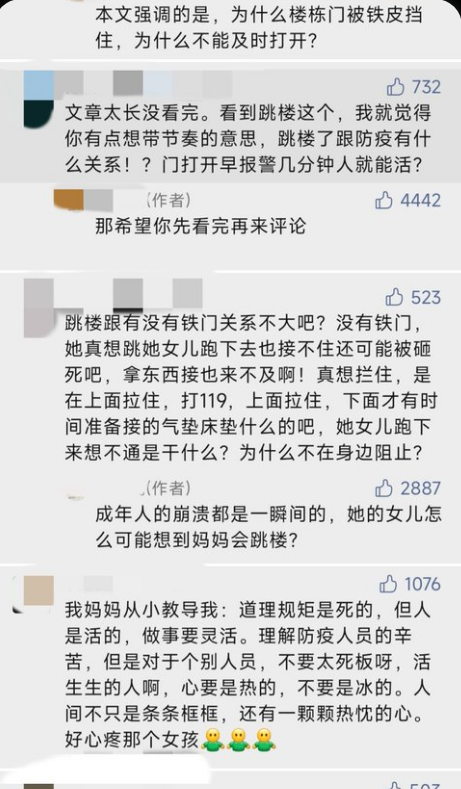 本文强调的是，为什么楼栋门被铁皮挡
住，为什么不能及时打开？
732
文章太长没看完。看到跳楼这个，我就觉得
你有点想带节奏的意思，跳楼了跟防疫有什
么关系！？门打开早报警几分钟人就能活？
（作者） 4442
那希望你先看完再来评论
523
跳楼跟有没有铁门关系不大吧？没有铁门，
她真想跳她女儿跑下去也接不住还可能被砸
死吧，拿东西接也来不及啊！真想拦住，是
在上面拉住，打119，上面拉住，下面才有时
间准备接的气垫床垫什么的吧，她女儿跑下
来想不通是干什么？为什么不在身边阻止？
（作者） 2887
成年人的崩溃都是一瞬间的，她的女儿怎
么可能想到妈妈会跳楼？
1076
我妈妈从小教导我：道理规矩是死的，但人
是活的，做事要灵活。理解防疫人员的辛
苦，但是对于个别人员，不要太死板呀，活
生生的人啊，心要是热的，不要是冰的。人
间不只是条条框框，还有一颗颗热忱的心。
好心疼那个女孩